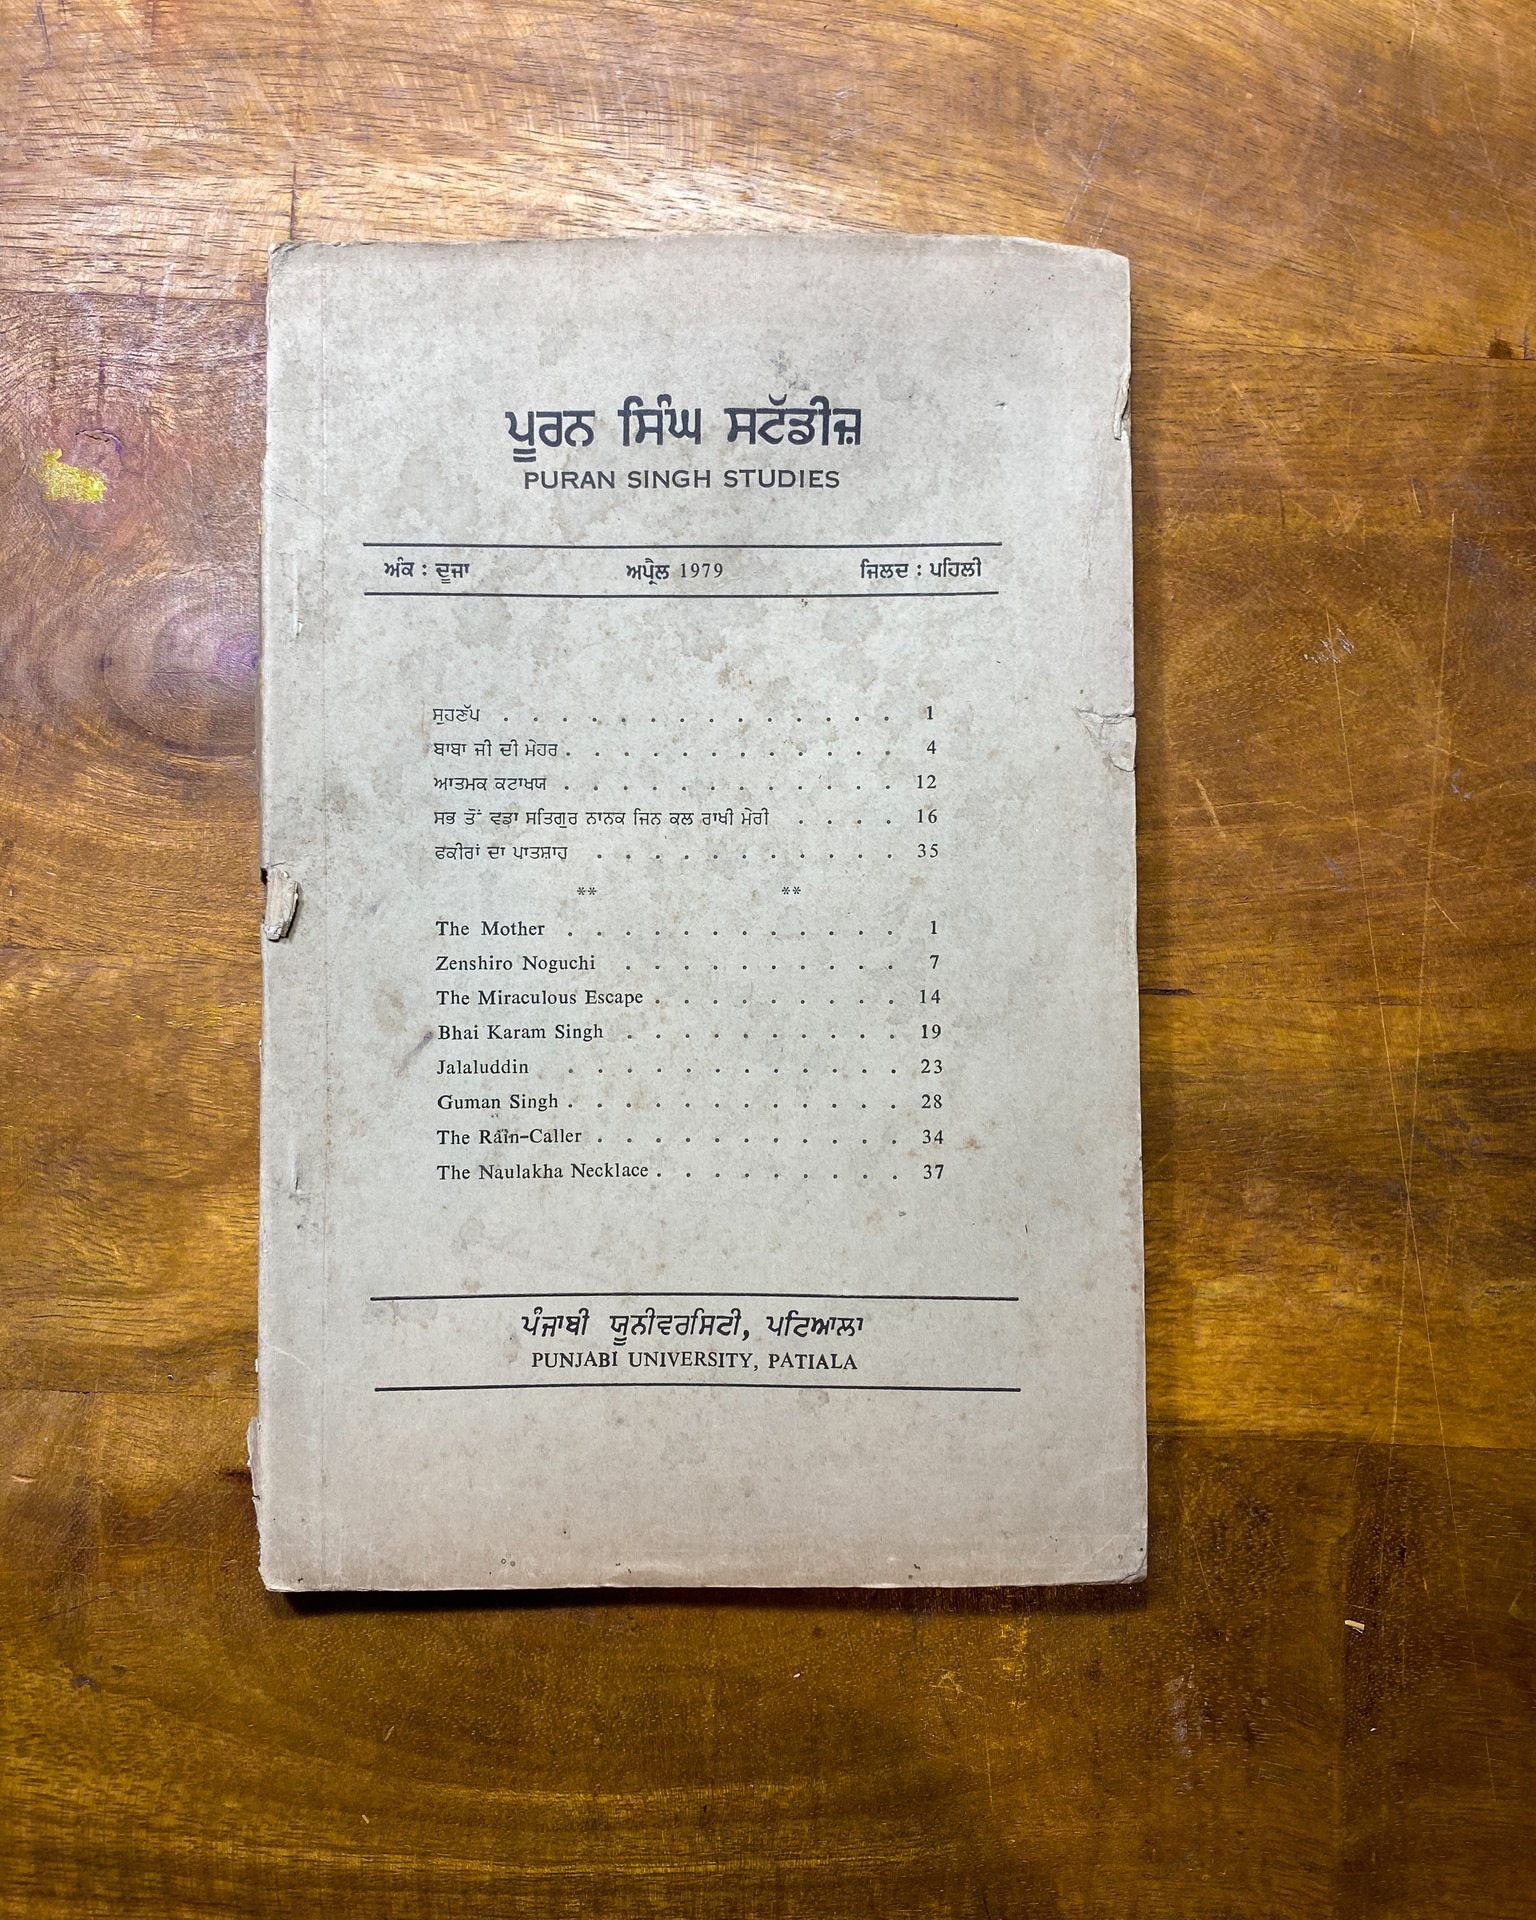 ਪੂਰਨ ਸਿੰਘ ਸਟੱਡੀਜ਼
PURAN SINGH STUDIES
ਅੰਕ : ਦੂਜਾ ਅਪ੍ਰੈਲ 1979 ਜਿਲਦ : ਪਹਿਲੀ
ਸੁਹਣੱਪ . . . . . . . . . . . . . . 1
ਬਾਬਾ ਜੀ ਦੀ ਮੇਹਰ . . . . . . . . . . . . 4
ਆਤਮਕ ਕਟਾਖਯ . . . . . . . . . . . . 12
ਸਭ ਤੋਂ ਵਡਾ ਸਤਿਗੁਰ ਨਾਨਕ ਜਿਨ ਕਲ ਰਾਖੀ ਮੇਰੀ . . . . 16
ਫਕੀਰਾਂ ਦਾ ਪਾਤਸ਼ਾਹ . . . . . . . . . . . 35
** **
The Mother . . . . . . . . . . . . 1
Zenshiro Noguchi . . . . . . . . . . 7
The Miraculous Escape . . . . . . . . . 14
Bhai Karam Singh . . . . . . . . . . 19
Jalaluddin . . . . . . . . . . . . 23
Guman Singh . . . . . . . . . . . . 28
The Rain-Caller . . . . . . . . . . . 34
The Naulakha Necklace . . . . . . . . . 37
ਪੰਜਾਬੀ ਯੂਨੀਵਰਸਿਟੀ, ਪਟਿਆਲਾ
PUNJABI UNIVERSITY, PATIALA